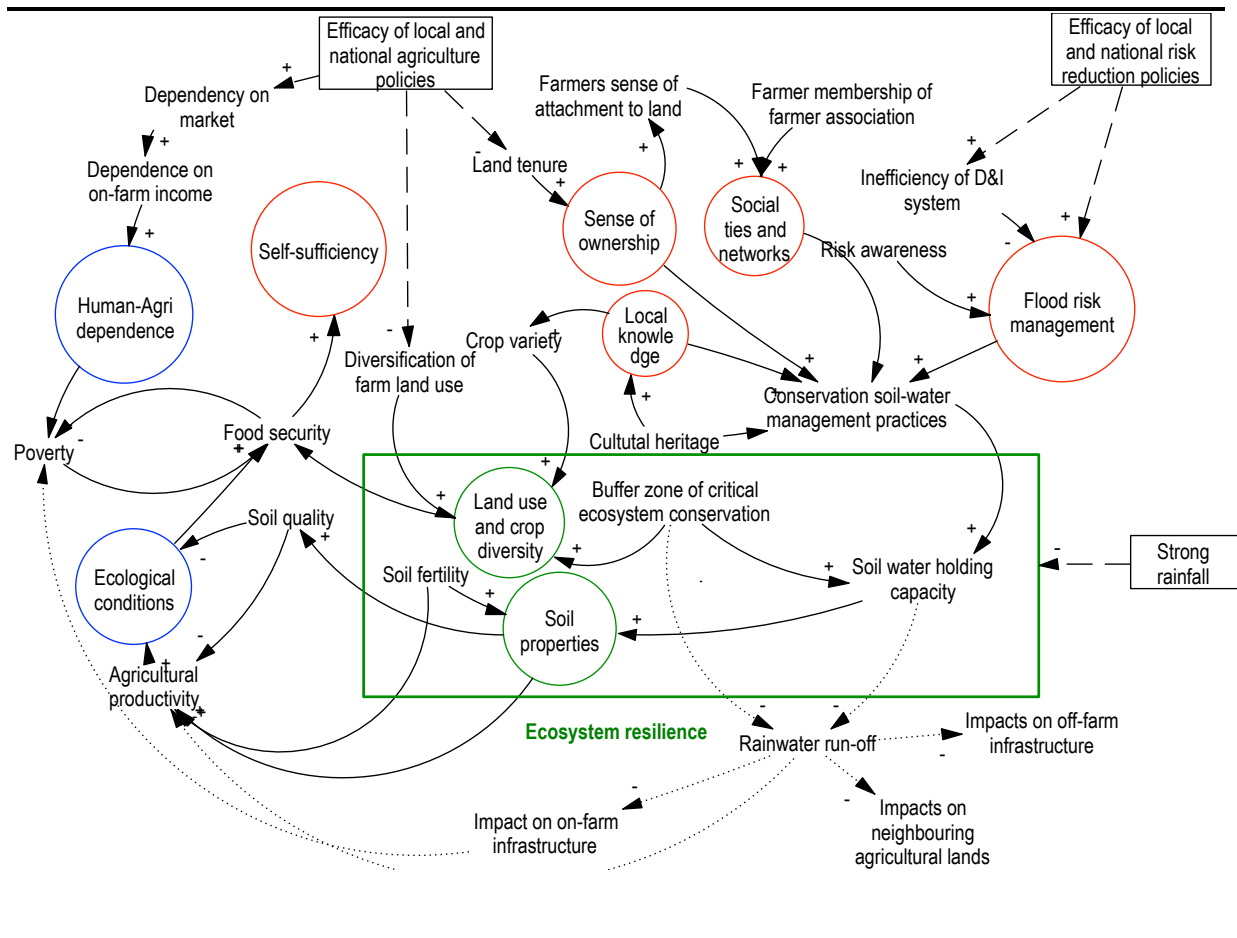 Efficacy of local and
national agriculture
policies
Efficacy of local
and national risk
reduction policies
+
Dependency on
market
Farmers sense of
attachment to land
Farmer membership of
farmer association
+
Dependence on
on-farm income
+
-
Land tenure
+
+
+
+
+
Inefficiency of D&I
system
Self-sufficiency
Sense of
ownership
Social
ties and
networks
Risk awareness
+
-
+
Human-Agri
dependence
+
Flood risk
management
Local
knowle
dge
Crop variety
+
+
-
Diversification of
farm land use
+
+
+
Conservation soil-water
management practices
+
Food security
Cultutal heritage
Poverty
-
+
+
+
Land use
and crop
diversity
Buffer zone of critical
ecosystem conservation
+
Soil quality
+
+
+
-
Strong
rainfall
Ecological
conditions
-
Soil fertility
+
+
Soil water holding
capacity
Soil
properties
+
-
+
Agricultural
productivity
+
-
-
Ecosystem resilience
Rainwater run-off
Impacts on off-farm
infrastructure
-
-
-
Impact on on-farm
infrastructure
Impacts on
neighbouring
agricultural lands